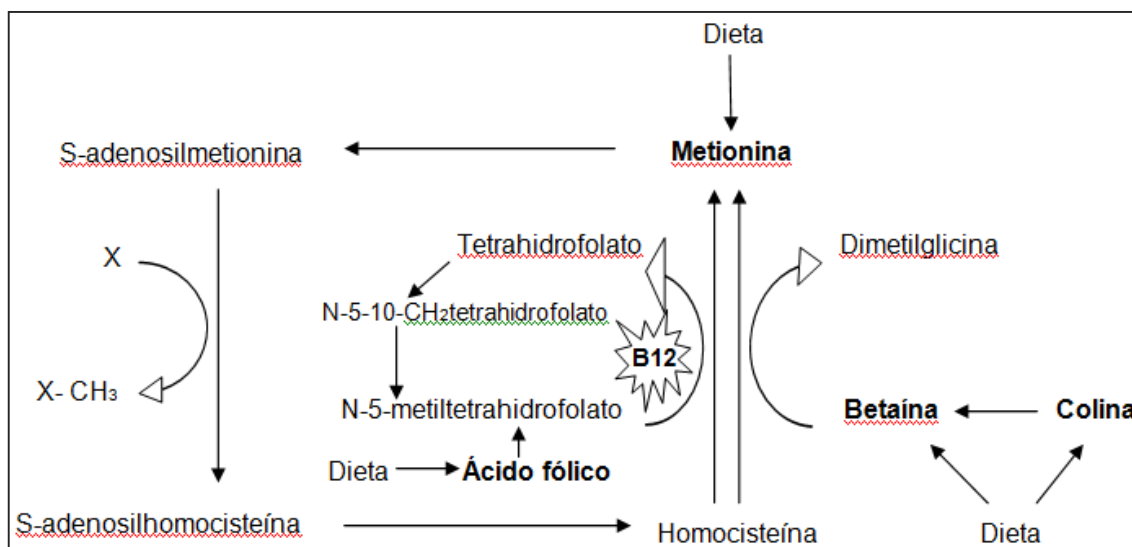 Dieta
S-adenosilmetionina
Metionina
X
Tetrahidrofolato
Dimetilglicina
N-5-10-CH₂tetrahidrofolato
B12
X- CH₃
N-5-metiltetrahidrofolato
Betaína
Colina
Dieta
Ácido fólico
S-adenosilhomocisteína
Homocisteína
Dieta